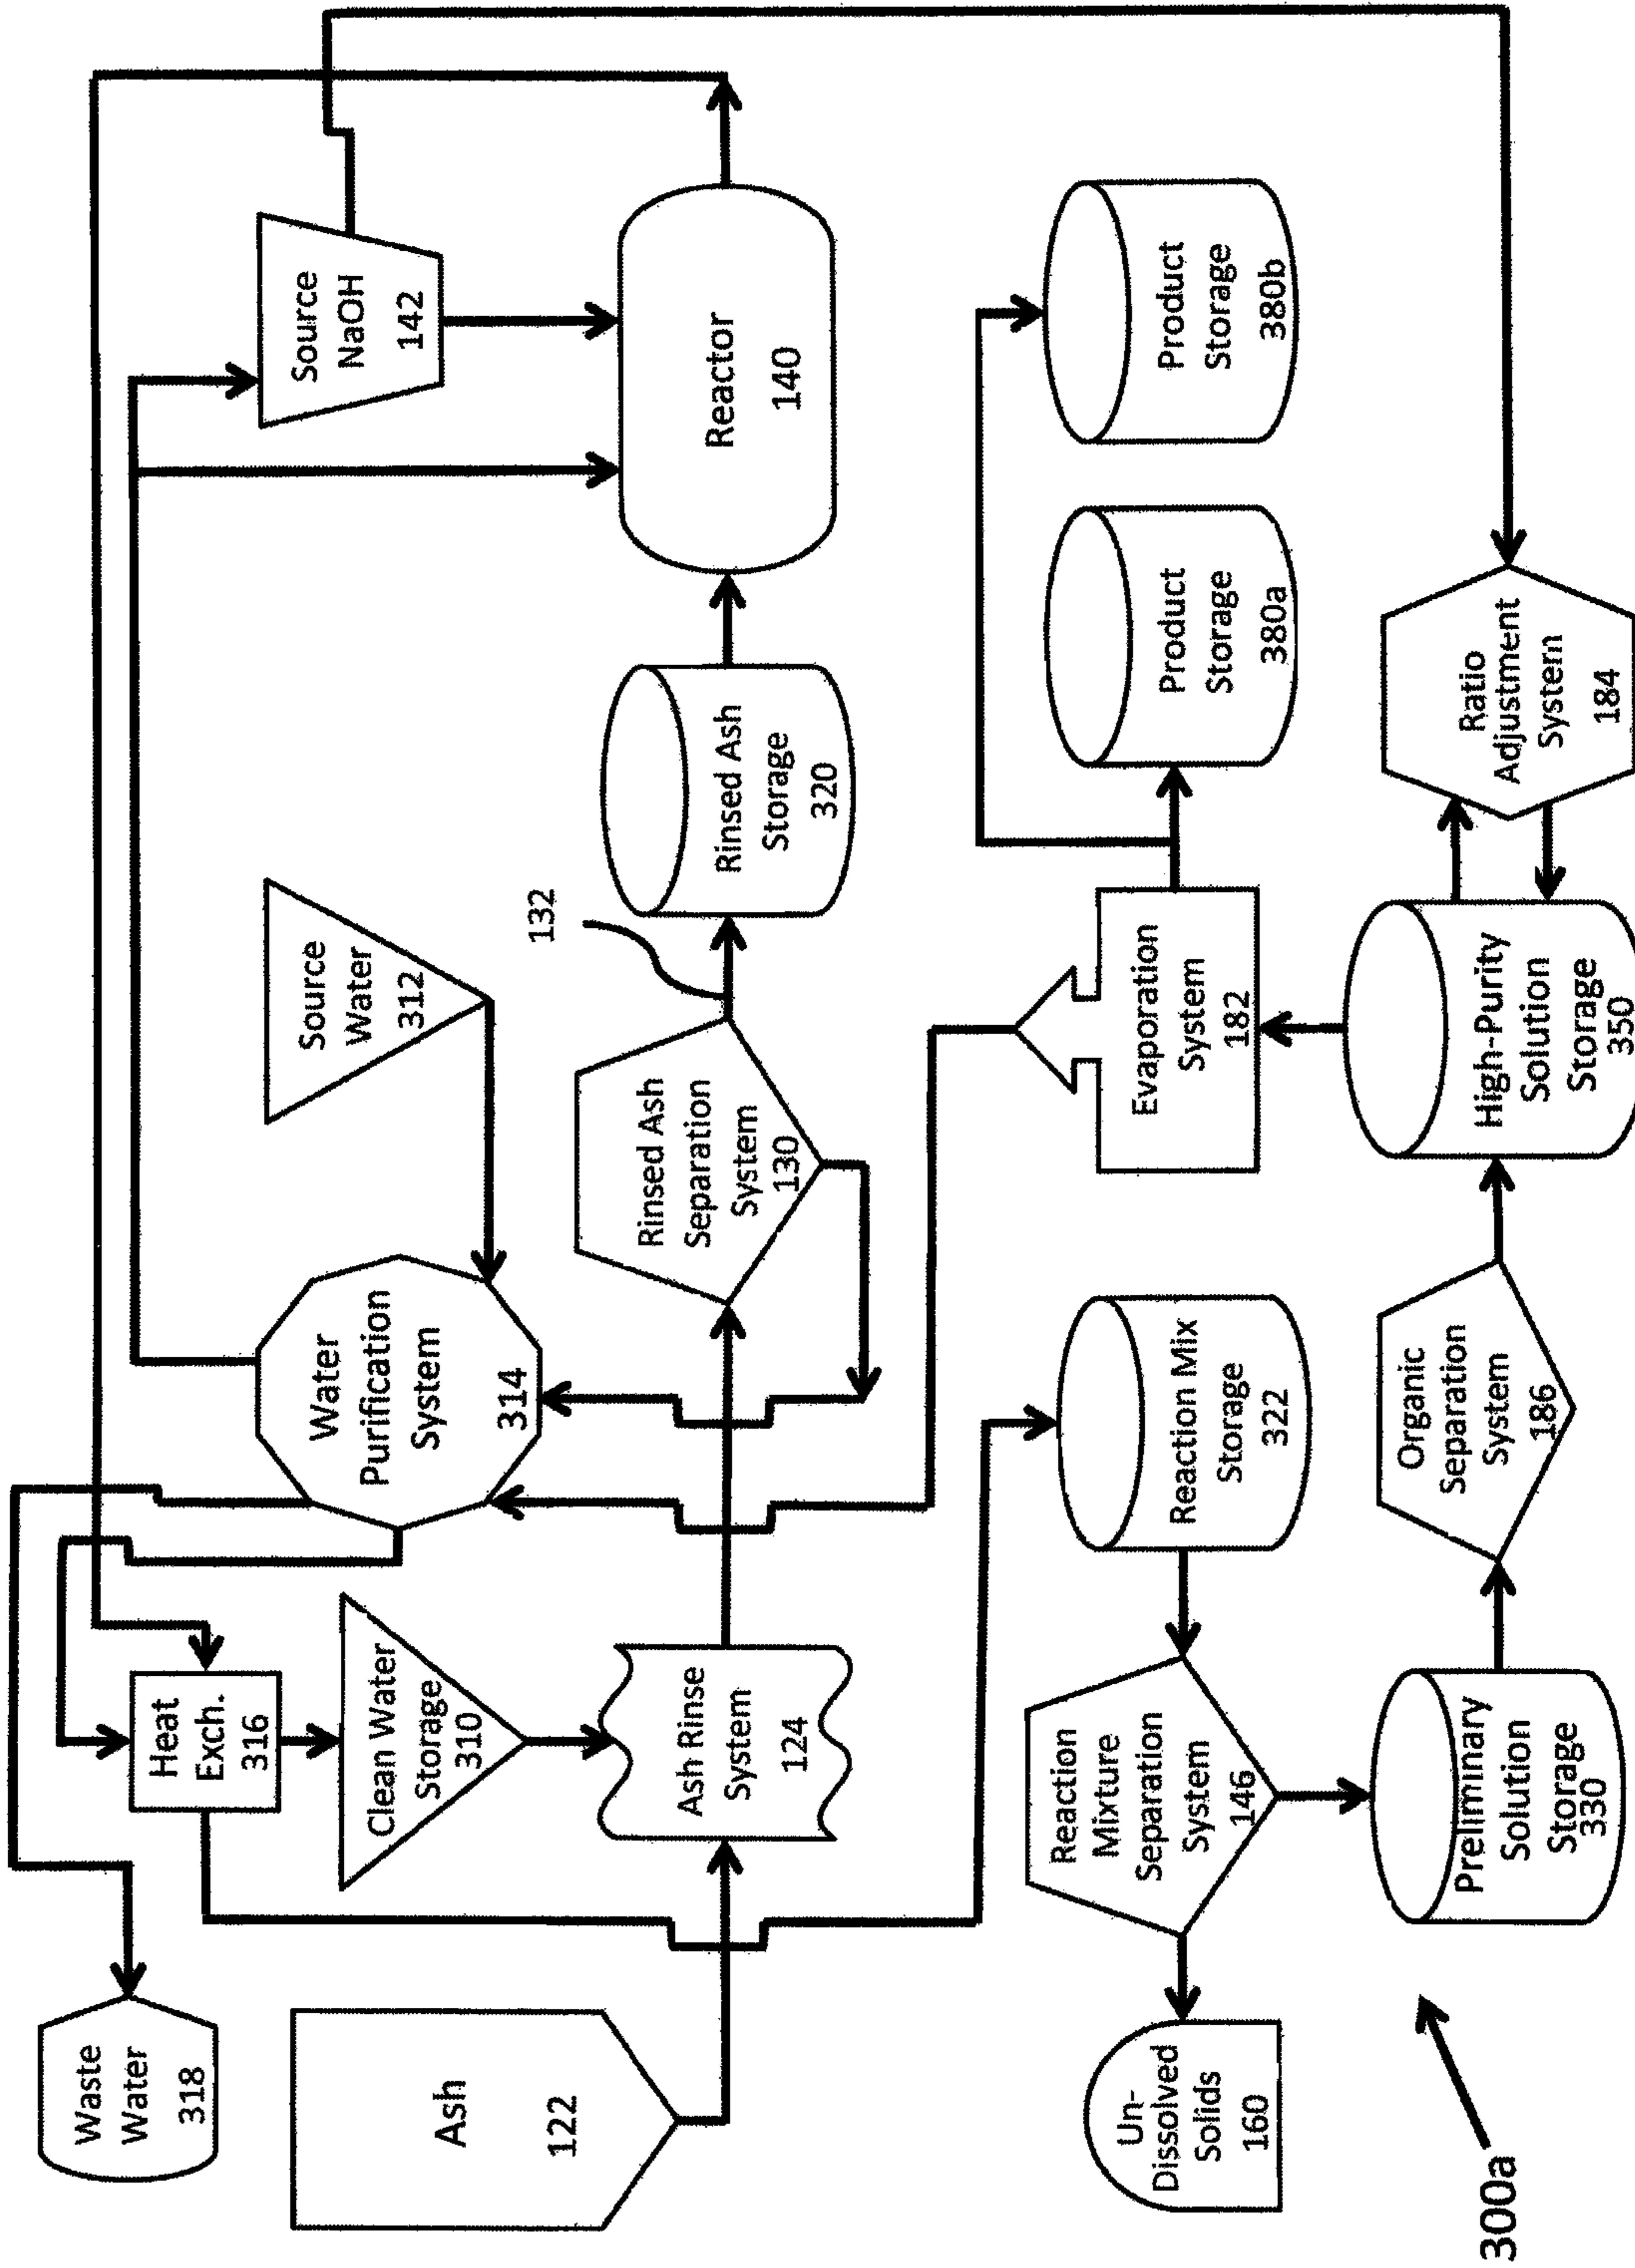 Waste
Water
318
Heat
Exch.
316
Water
Purification
System
314
Source
Water
312
Source
NaOH
142
Ash
122
Clean Water
Storage
310
Ash Rinse
System
124
Rinsed Ash
Separation
System
130
132
Rinsed Ash
Storage
320
Reactor
140
Un-
Dissolved
Solids
160
Reaction
Mixture
Separation
System
146
Reaction Mix
Storage
322
Evaporation
System
182
Product
Storage
380a
Product
Storage
380b
300a
Preliminary
Solution
Storage
330
Organic
Separation
System
186
High-Purity
Solution
Storage
350
Ratio
Adjustment
System
184